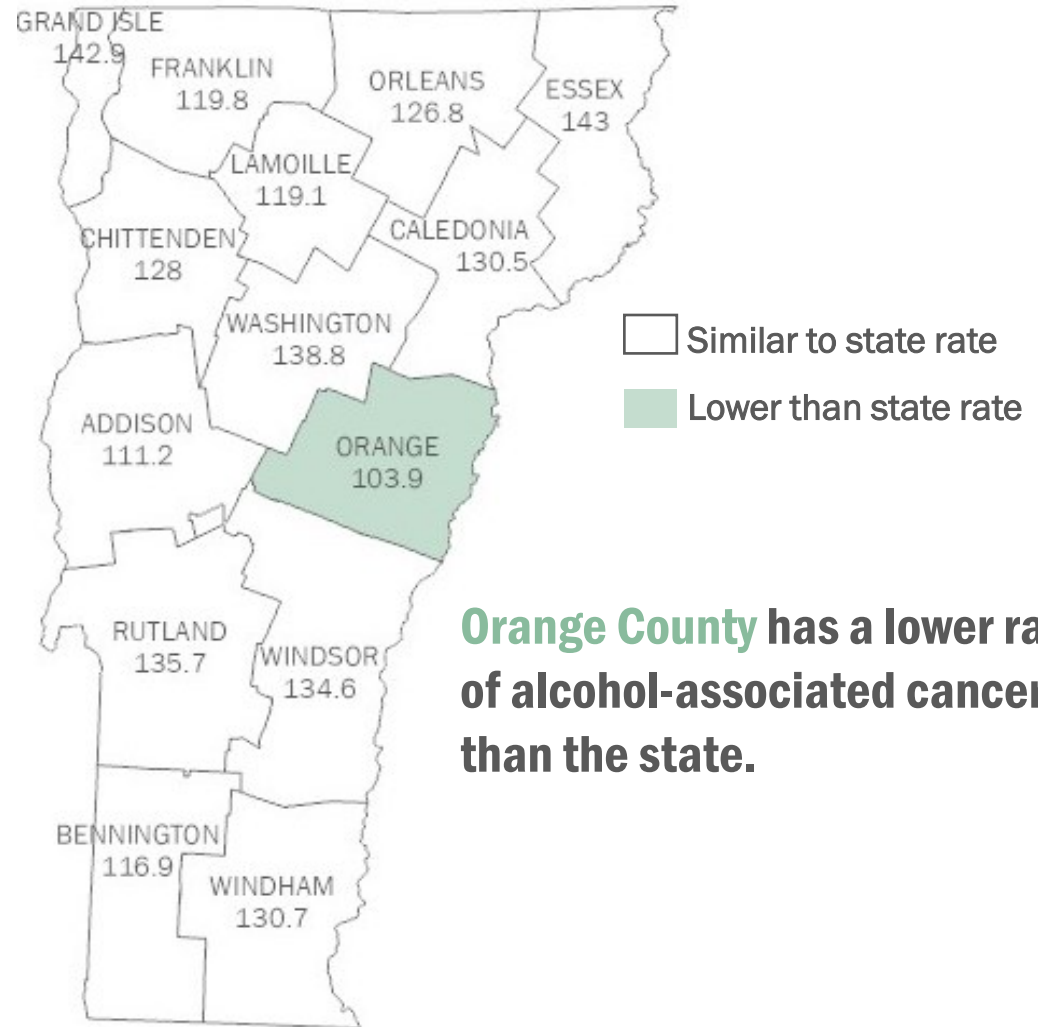 GRAND ISLE
142.9
FRANKLIN
119.8
ORLEANS
126.8
ESSEX
143
LAMOILLE
119.1
CHITTENDEN
128
CALEDONIA
130.5
WASHINGTON
138.8
ADDISON
111.2
ORANGE
103.9
RUTLAND
135.7
WINDSOR
134.6
BENNINGTON
116.9
WINDHAM
130.7
Similar to state rate
Lower than state rate
Orange County has a lower ra
of alcohol-associated cancer
than the state.